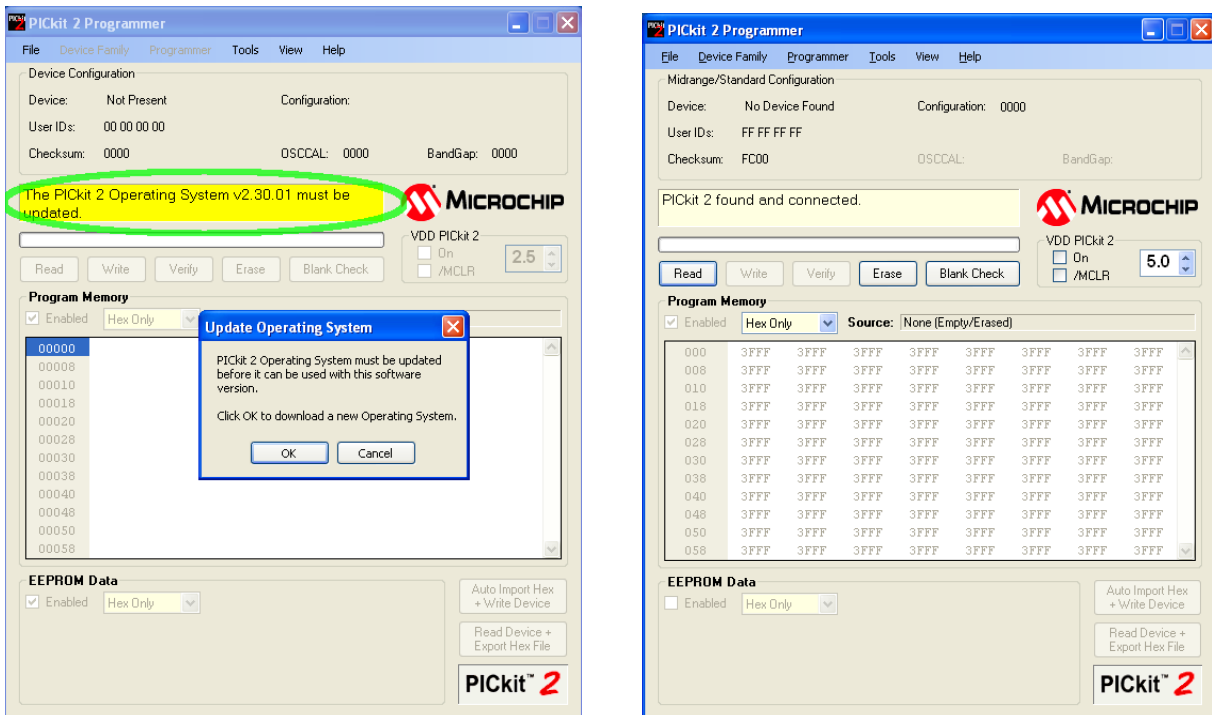 PICkit 2 Programmer
File Device Family Programmer Tools View Help
Device Configuration
Device: Not Present Configuration:
User IDs: 00 00 00 00
Checksum: 0000 OSCCAL: 0000 BandGap: 0000
The PICkit 2 Operating System v2.30.01 must be
updated.
MICROCHIP
VDD PICkit 2
On
/MCLR
2.5
Read Write Verify Erase Blank Check
Program Memory
Enabled Hex Only
00000
00008
00010
00018
00020
00028
00030
00038
00040
00048
00050
00058
Update Operating System
PICkit 2 Operating System must be updated
before it can be used with this software
version.
Click OK to download a new Operating System.
OK Cancel
EEPROM Data
Enabled Hex Only
Auto Import Hex
+ Write Device
Read Device +
Export Hex File
PICkit™ 2
PICkit 2 Programmer
File Device Family Programmer Tools View Help
Midrange/Standard Configuration
Device: No Device Found Configuration: 0000
User IDs: FF FF FF FF
Checksum: FC00 OSCCAL: BandGap:
PICkit 2 found and connected.
MICROCHIP
VDD PICkit 2
On
/MCLR
5.0
Read Write Verify Erase Blank Check
Program Memory
Enabled Hex Only Source: None (Empty/Erased)
000 3FFF 3FFF 3FFF 3FFF 3FFF 3FFF 3FFF 3FFF
008 3FFF 3FFF 3FFF 3FFF 3FFF 3FFF 3FFF 3FFF
010 3FFF 3FFF 3FFF 3FFF 3FFF 3FFF 3FFF 3FFF
018 3FFF 3FFF 3FFF 3FFF 3FFF 3FFF 3FFF 3FFF
020 3FFF 3FFF 3FFF 3FFF 3FFF 3FFF 3FFF 3FFF
028 3FFF 3FFF 3FFF 3FFF 3FFF 3FFF 3FFF 3FFF
030 3FFF 3FFF 3FFF 3FFF 3FFF 3FFF 3FFF 3FFF
038 3FFF 3FFF 3FFF 3FFF 3FFF 3FFF 3FFF 3FFF
040 3FFF 3FFF 3FFF 3FFF 3FFF 3FFF 3FFF 3FFF
048 3FFF 3FFF 3FFF 3FFF 3FFF 3FFF 3FFF 3FFF
050 3FFF 3FFF 3FFF 3FFF 3FFF 3FFF 3FFF 3FFF
058 3FFF 3FFF 3FFF 3FFF 3FFF 3FFF 3FFF 3FFF
EEPROM Data
Enabled Hex Only
Auto Import Hex
+ Write Device
Read Device +
Export Hex File
PICkit™ 2